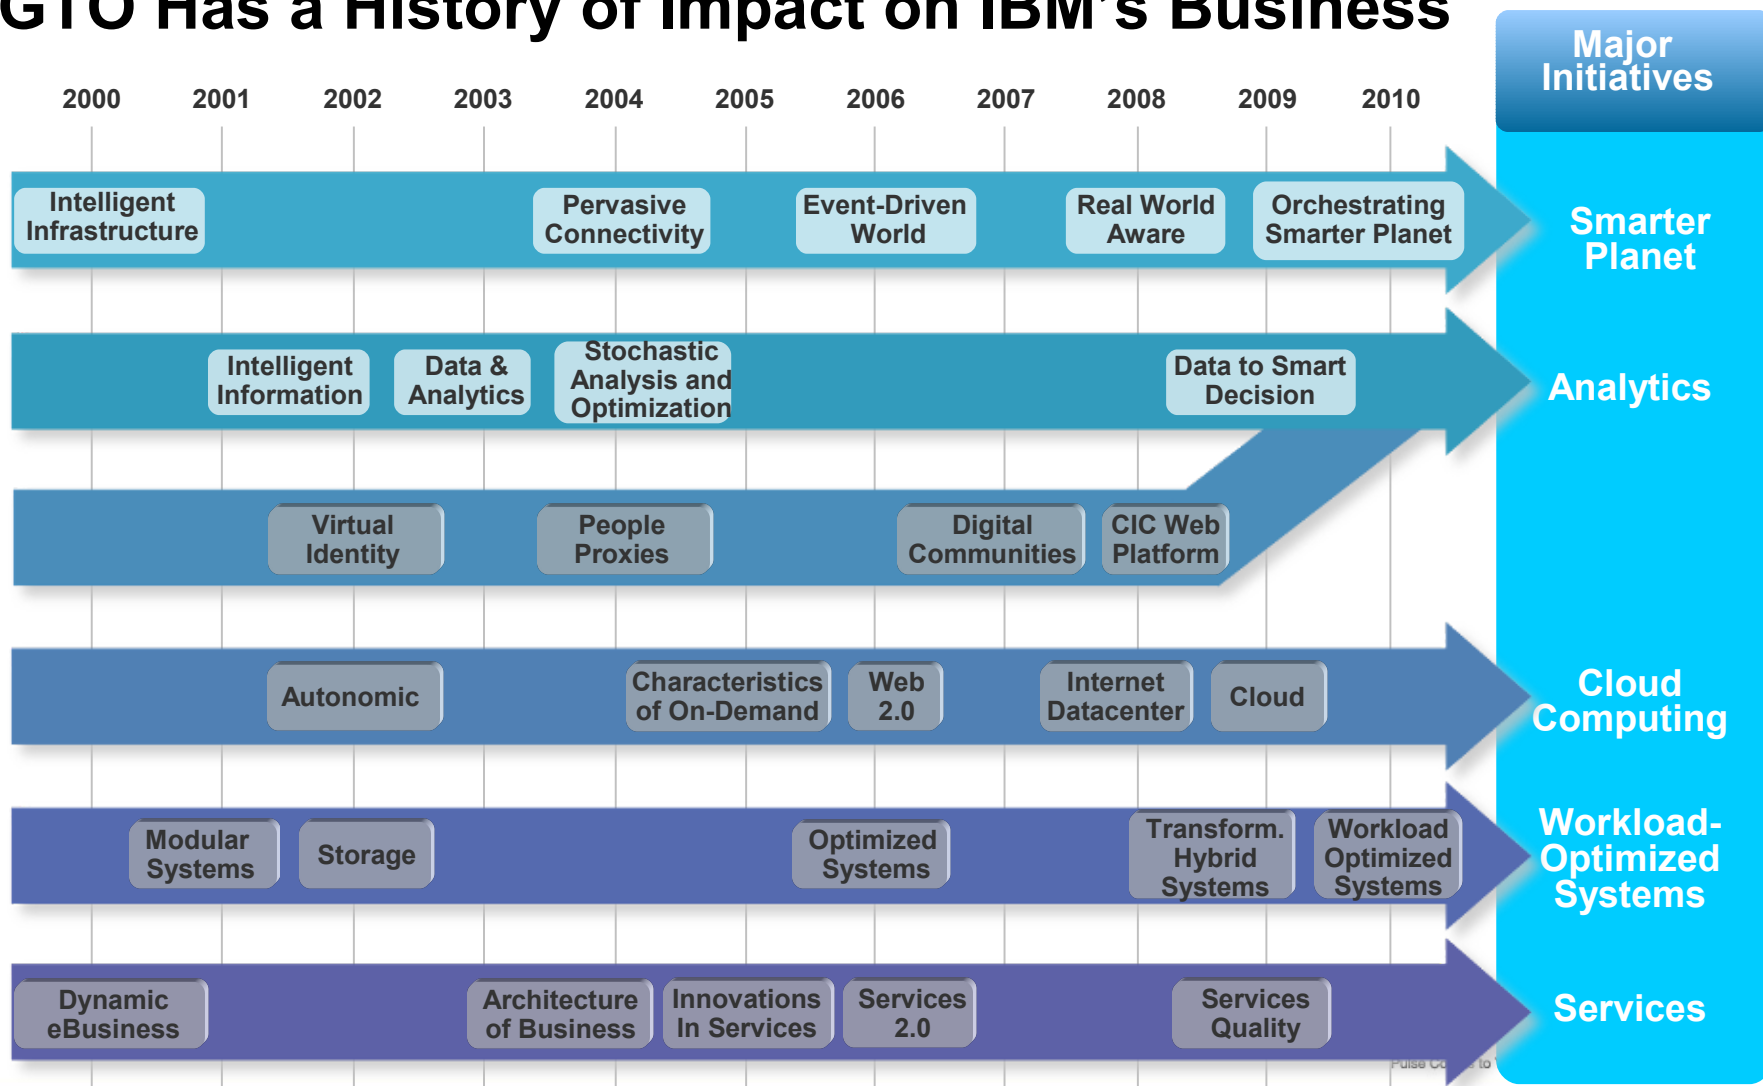 GTO Has a History of Impact on IBM's Business
Major
Initiatives
2000 2001 2002 2003 2004 2005 2006 2007 2008 2009 2010
Intelligent
Infrastructure
Pervasive
Connectivity
Event-Driven
World
Real World
Aware
Orchestrating
Smarter Planet
Smarter
Planet
Intelligent
Information
Data &
Analytics
Stochastic
Analysis and
Optimization
Data to Smart
Decision
Analytics
Virtual
Identity
People
Proxies
Digital
Communities
CIC Web
Platform
Autonomic
Characteristics
of On-Demand
Web
2.0
Internet
Datacenter
Cloud
Cloud
Computing
Modular
Systems
Storage
Optimized
Systems
Transform.
Hybrid
Systems
Workload
Optimized
Systems
Workload-
Optimized
Systems
Dynamic
eBusiness
Architecture
of Business
Innovations
In Services
Services
2.0
Services
Quality
Services
Pulse to